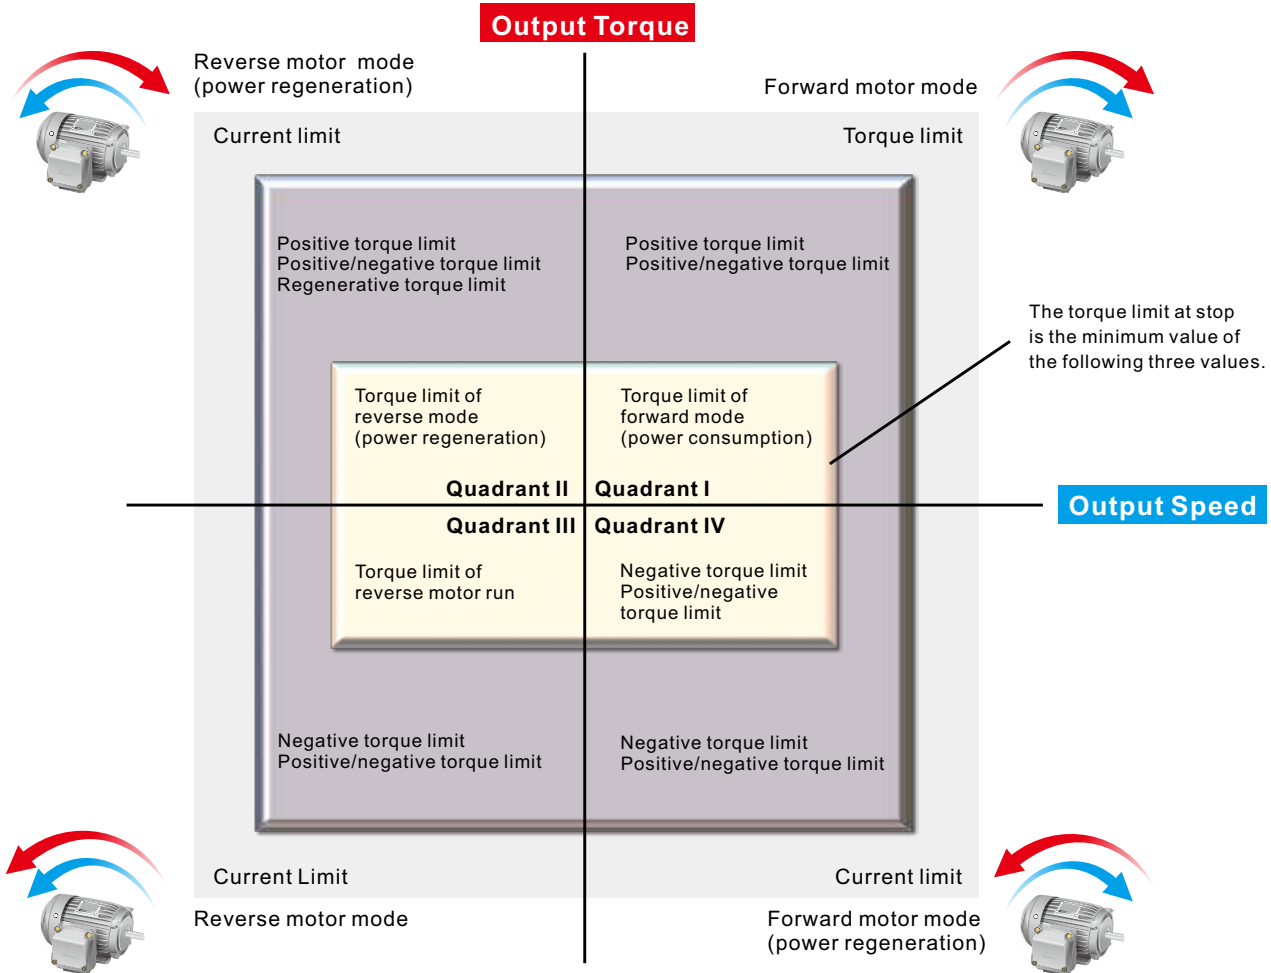 Output Torque
Reverse motor mode
(power regeneration)
Forward motor mode
Current limit
Torque limit
Positive torque limit
Positive/negative torque limit
Regenerative torque limit
Positive torque limit
Positive/negative torque limit
The torque limit at stop
is the minimum value of
the following three values.
Torque limit of
reverse mode
(power regeneration)
Torque limit of
forward mode
(power consumption)
Quadrant II
Quadrant I
Output Speed
Quadrant III
Quadrant IV
Torque limit of
reverse motor run
Negative torque limit
Positive/negative
torque limit
Negative torque limit
Positive/negative torque limit
Negative torque limit
Positive/negative torque limit
Current Limit
Current limit
Reverse motor mode
Forward motor mode
(power regeneration)